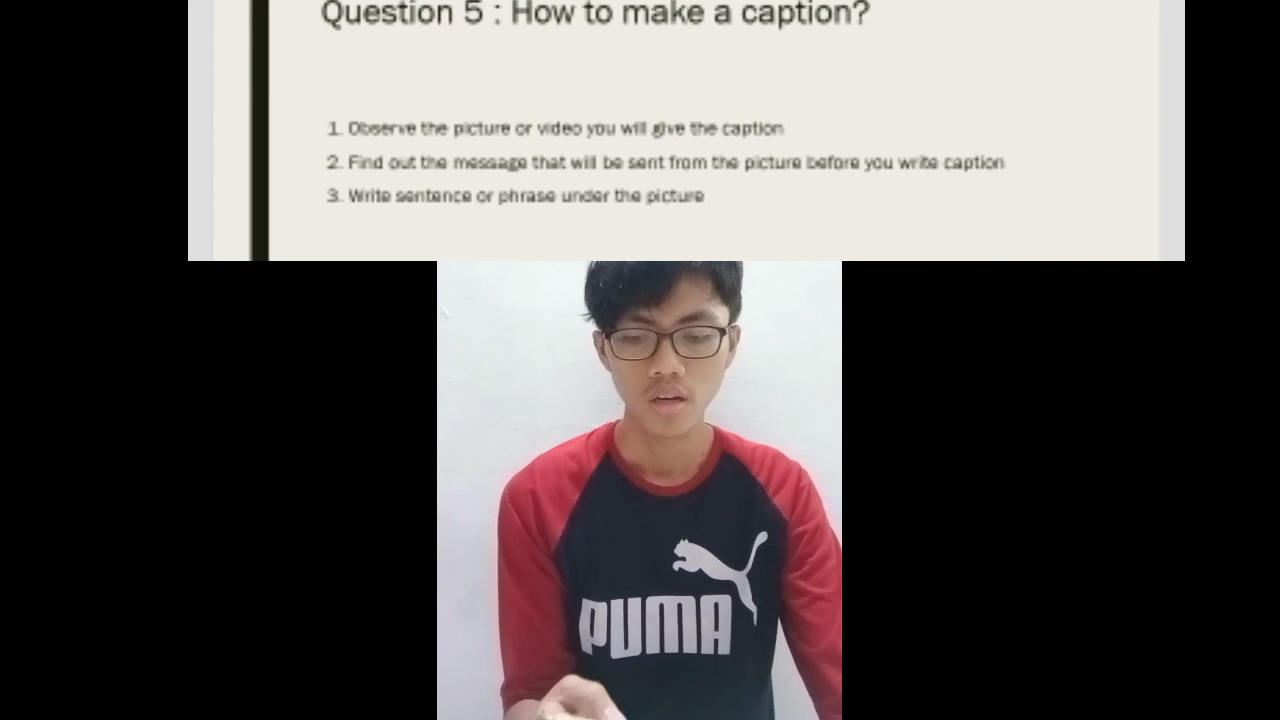 Question 5 : How to make a caption?
1. Observe the picture or video you will give the caption
2. Find out the message that will be sent from the picture before you write caption
3. Write sentence or phrase under the picture
PUMA